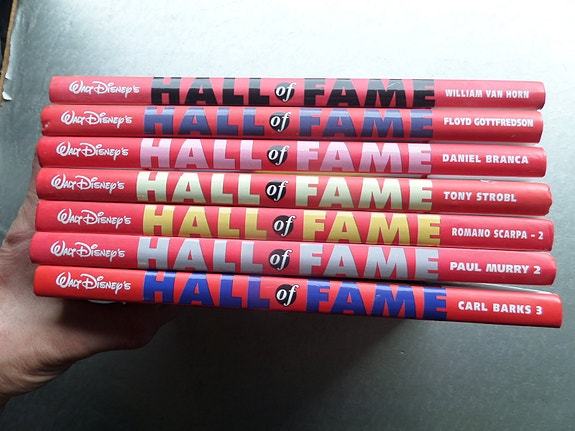 Walt Disney's HALL of FAME WILLIAM VAN HORN
Walt Disney's HALL of FAME FLOYD GOTTFREDSON
Walt Disney's HALL of FAME DANIEL BRANCA
Walt Disney's HALL of FAME TONY STROBL
Walt Disney's HALL of FAME ROMANO SCARPA - 2
Walt Disney's HALL of FAME PAUL MURRY 2
Walt Disney's HALL of FAME CARL BARKS 3